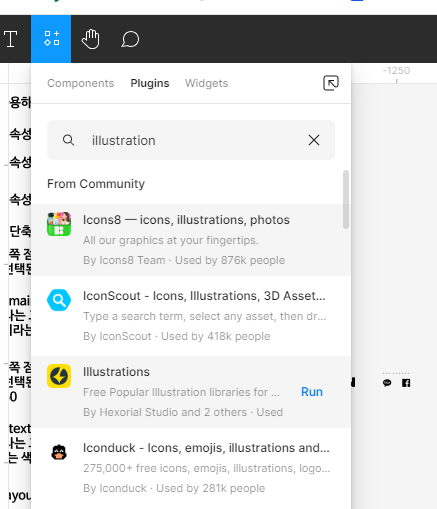 T
-1250
Components Plugins Widgets
illustration
From Community
Icons8 — icons, illustrations, photos
All our graphics at your fingertips.
By Icons8 Team · Used by 876k people
IconScout - Icons, Illustrations, 3D Asset...
Type a search term, select any asset, then dr...
By IconScout · Used by 418k people
Illustrations
Free Popular Illustration libraries for ...
Run
By Hexorial Studio and 2 others · Used
Iconduck - Icons, emojis, illustrations and...
275,000+ free icons, emojis, illustrations, logo...
By Iconduck · Used by 281k people
용하
속성
속성
속성
단축
쪽 점
선택된
mai
라는
이라는
쪽 점
선택된
0
text
라는
는 색
ayou